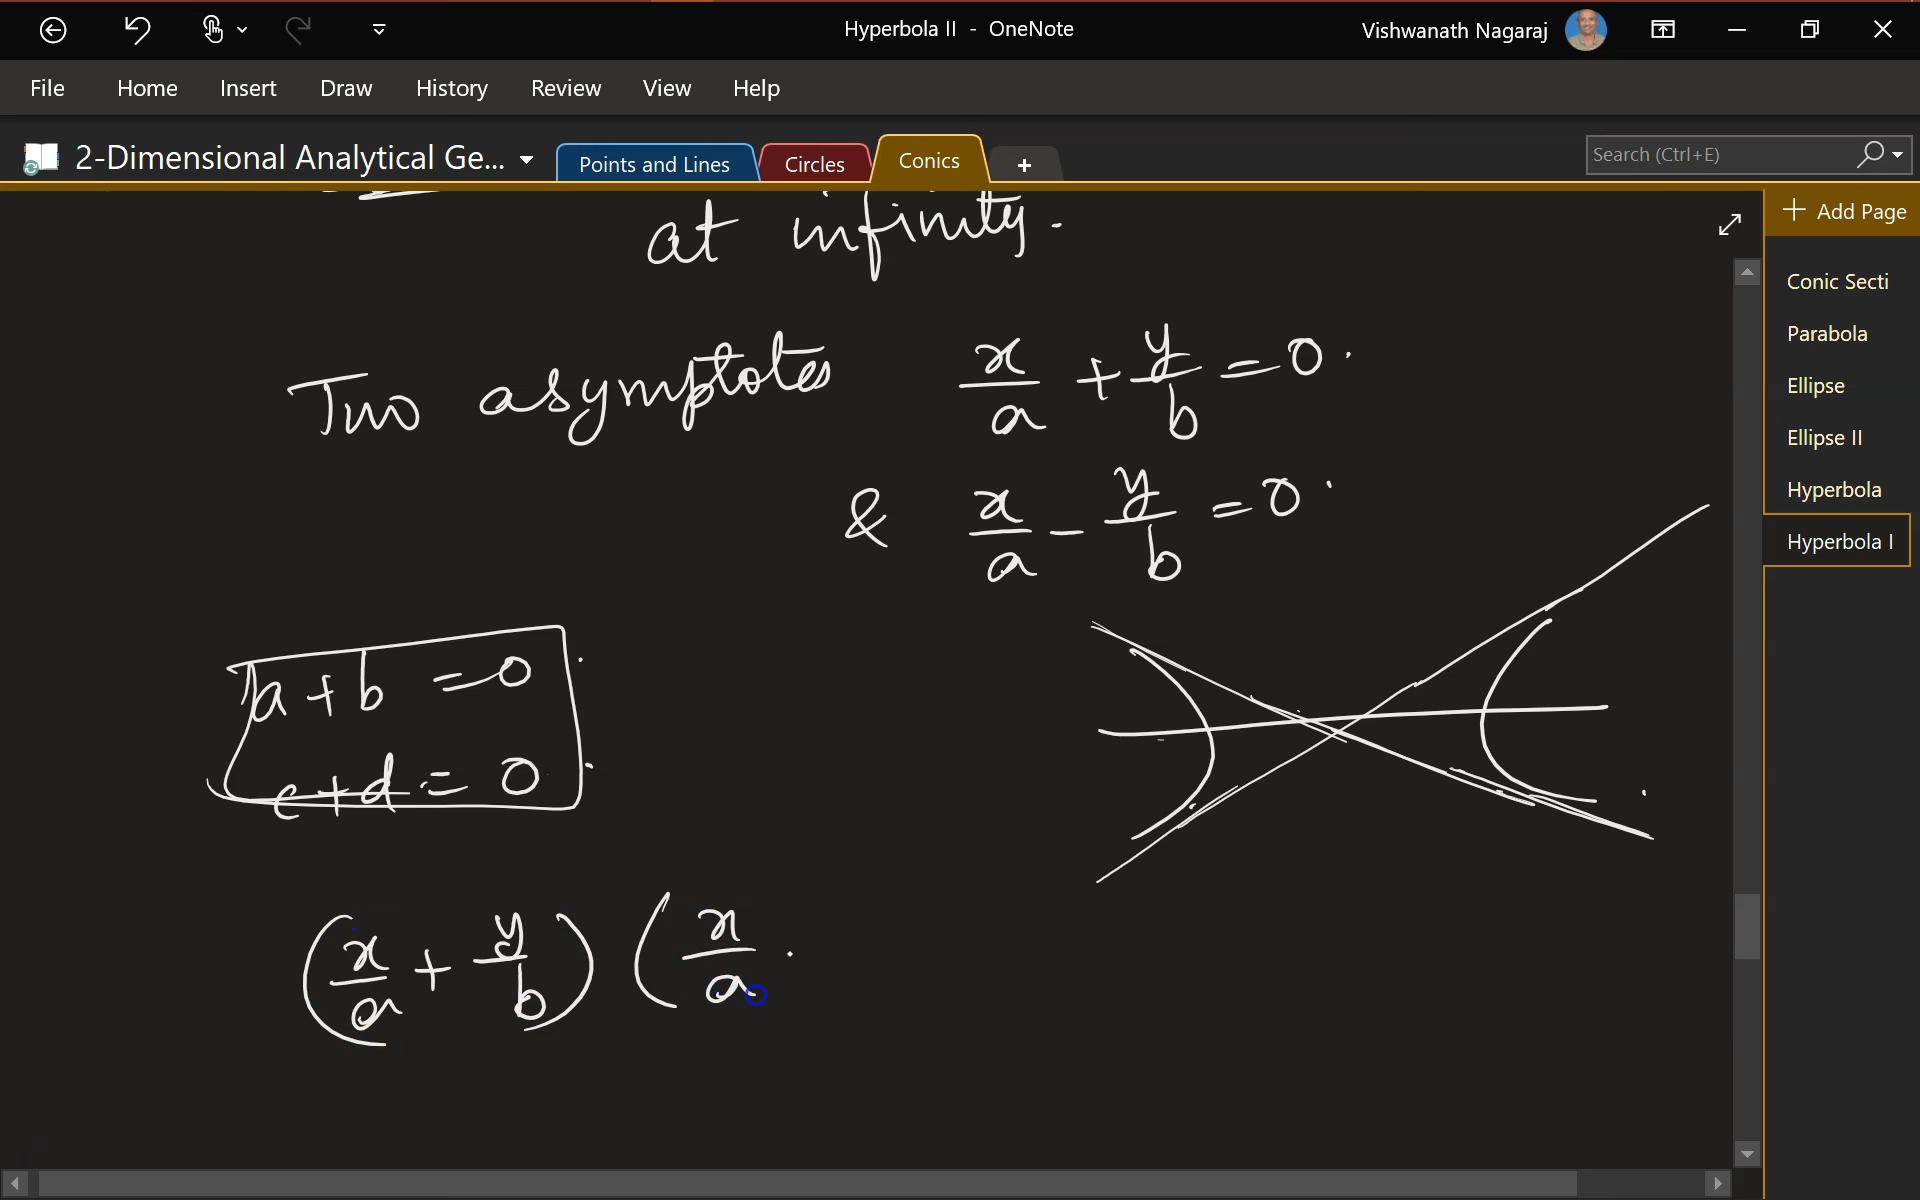 Hyperbola II - OneNote
Vishwanath Nagaraj
File Home Insert Draw History Review View Help
2-Dimensional Analytical Ge...
Points and Lines
Circles
Conics
+
Search (Ctrl+E)
+ Add Page
Conic Secti
Parabola
Ellipse
Ellipse II
Hyperbola
Hyperbola I
at infinity.
Two asymptotes x/a + y/b = 0.
& x/a - y/b = 0.
a + b = 0
c + d = 0
(x/a + y/b) (x/a